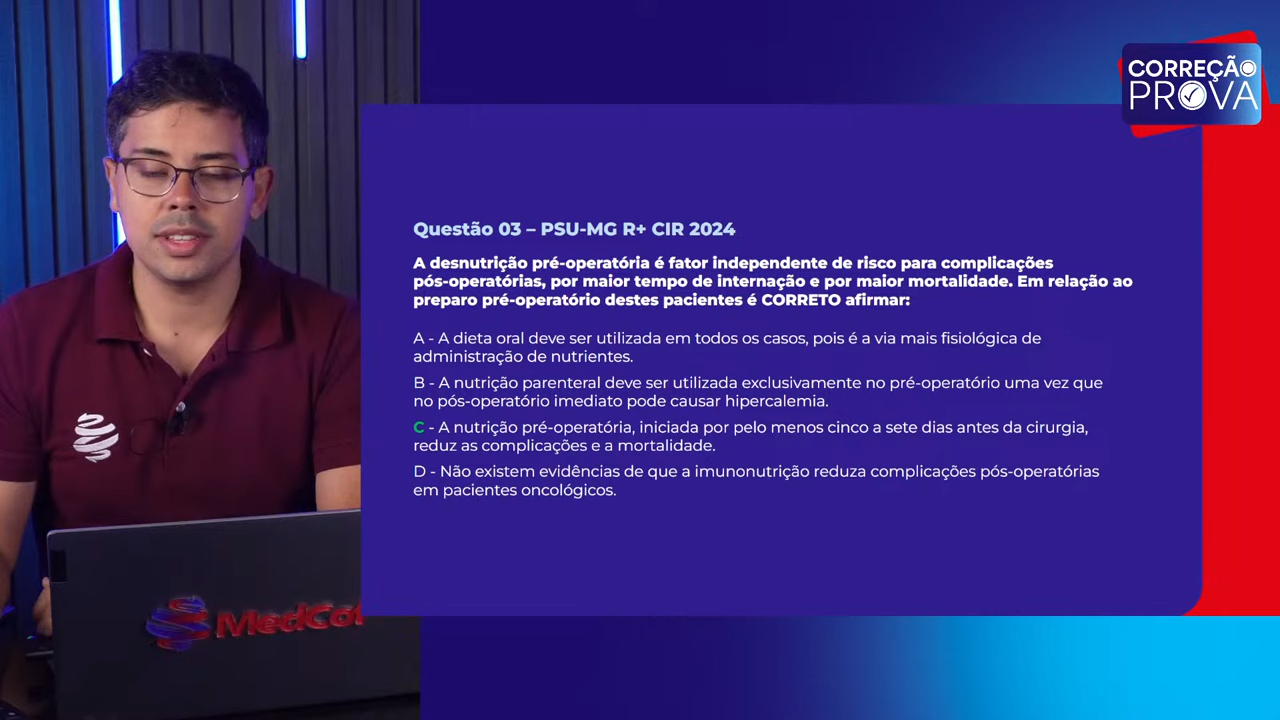 CORREÇÃO
PROVA
Questão 03 – PSU-MG R+ CIR 2024
A desnutrição pré-operatória é fator independente de risco para complicações
pós-operatórias, por maior tempo de internação e por maior mortalidade. Em relação ao
preparo pré-operatório destes pacientes é CORRETO afirmar:
A - A dieta oral deve ser utilizada em todos os casos, pois é a via mais fisiológica de
administração de nutrientes.
B - A nutrição parenteral deve ser utilizada exclusivamente no pré-operatório uma vez que
no pós-operatório imediato pode causar hipercalemia.
C - A nutrição pré-operatória, iniciada por pelo menos cinco a sete dias antes da cirurgia,
reduz as complicações e a mortalidade.
D - Não existem evidências de que a imunonutrição reduza complicações pós-operatórias
em pacientes oncológicos.
MedCof